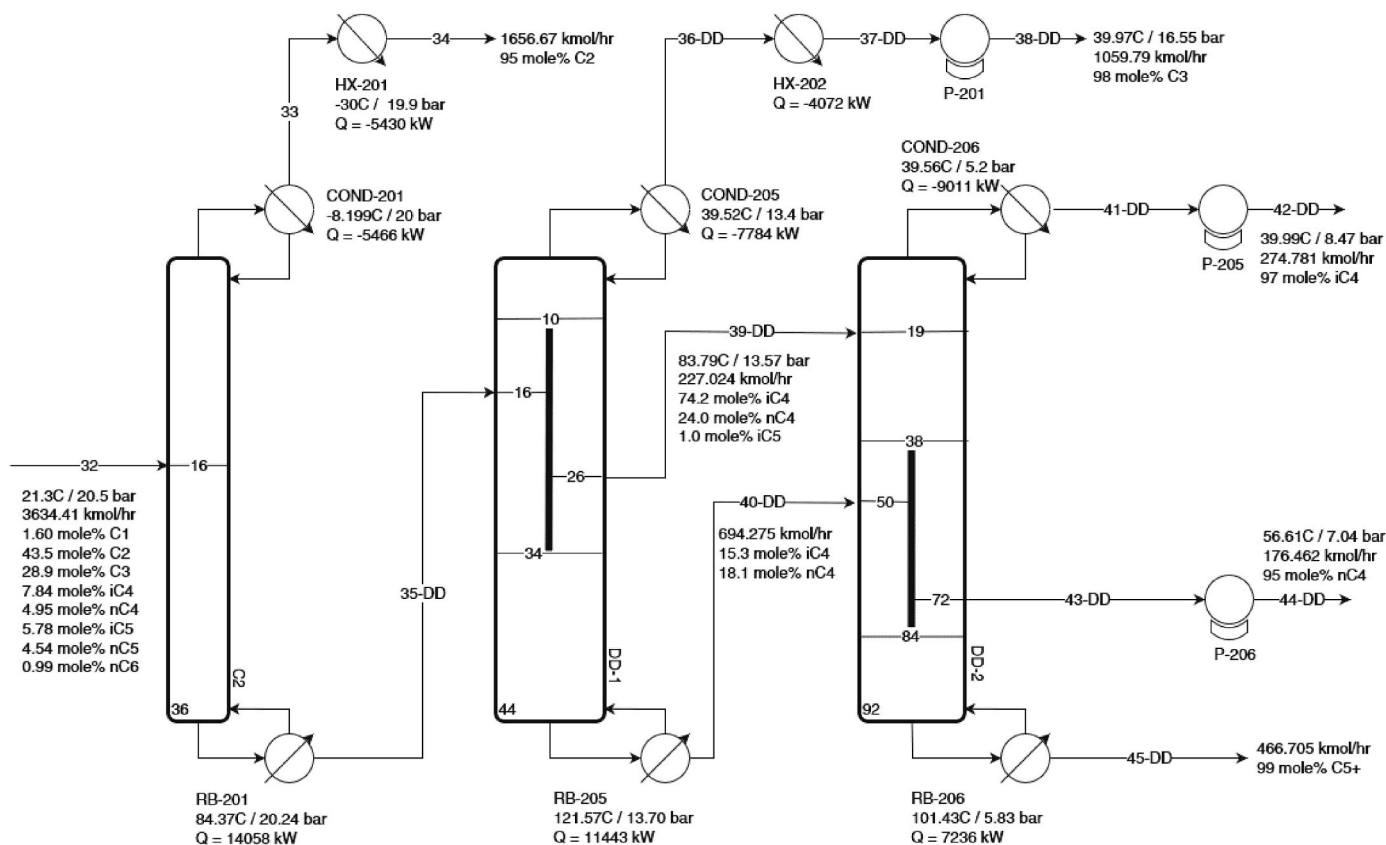 34
1656.67 kmol/hr
95 mole% C2
HX-201
-30C / 19.9 bar
Q = -5430 kW
33
COND-201
-8.199C / 20 bar
Q = -5466 kW
32
21.3C / 20.5 bar
3634.41 kmol/hr
1.60 mole% C1
43.5 mole% C2
28.9 mole% C3
7.84 mole% iC4
4.95 mole% nC4
5.78 mole% iC5
4.54 mole% nC5
0.99 mole% nC6
16
C2
36
RB-201
84.37C / 20.24 bar
Q = 14058 kW
35-DD
36-DD
HX-202
Q = -4072 kW
37-DD
P-201
38-DD
39.97C / 16.55 bar
1059.79 kmol/hr
98 mole% C3
COND-205
39.52C / 13.4 bar
Q = -7784 kW
10
16
26
34
DD-1
44
RB-205
121.57C / 13.70 bar
Q = 11443 kW
39-DD
83.79C / 13.57 bar
227.024 kmol/hr
74.2 mole% iC4
24.0 mole% nC4
1.0 mole% iC5
40-DD
694.275 kmol/hr
15.3 mole% iC4
18.1 mole% nC4
COND-206
39.56C / 5.2 bar
Q = -9011 kW
41-DD
P-205
42-DD
39.99C / 8.47 bar
274.781 kmol/hr
97 mole% iC4
19
38
50
72
84
DD-2
92
43-DD
P-206
44-DD
56.61C / 7.04 bar
176.462 kmol/hr
95 mole% nC4
RB-206
101.43C / 5.83 bar
Q = 7236 kW
45-DD
466.705 kmol/hr
99 mole% C5+